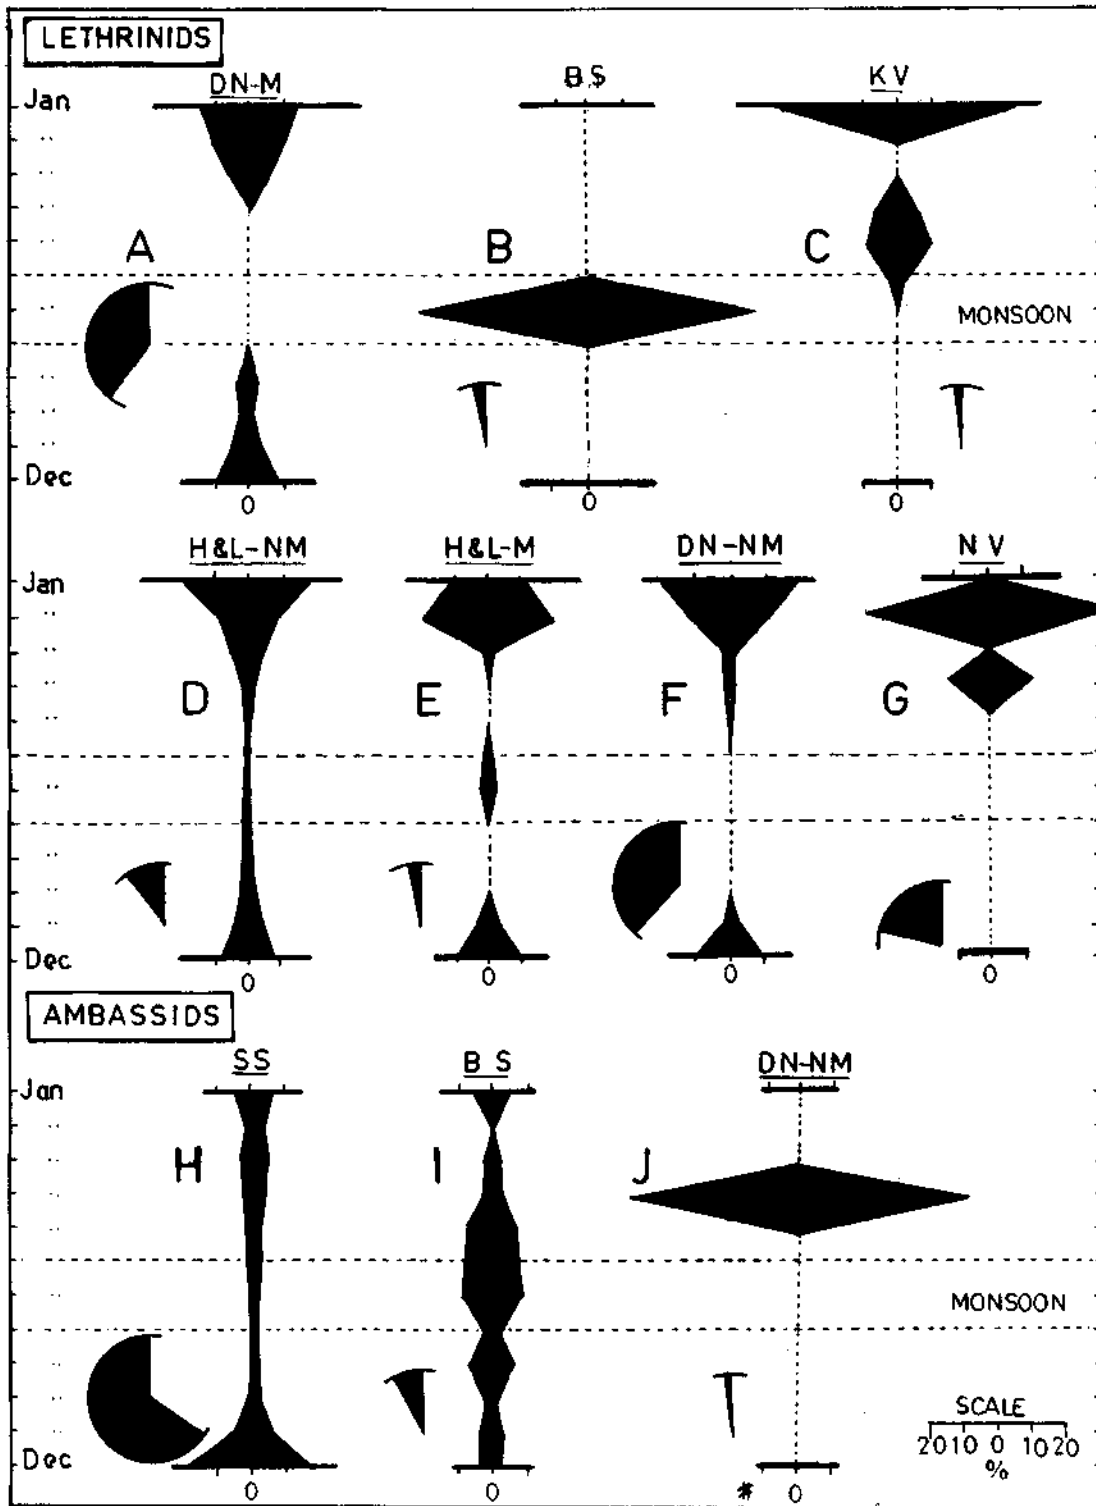 LETHRINIDS
DN-M
BS
KV
Jan
A
B
C
MONSOON
Dec
0
0
0
H&L-NM
H&L-M
DN-NM
NV
Jan
D
E
F
G
Dec
0
0
0
0
AMBASSIDS
SS
BS
DN-NM
Jan
H
I
J
MONSOON
SCALE
20 10 0 10 20
%
Dec
0
0
# 0